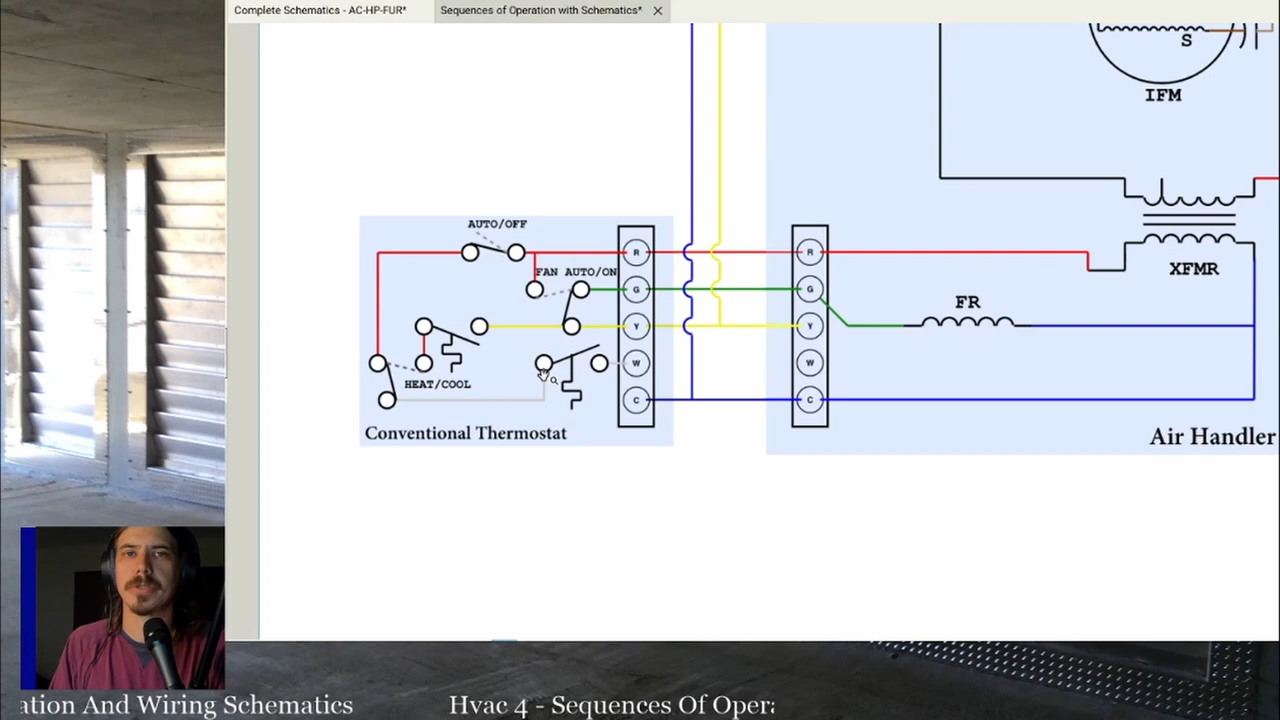 Complete Schematics - AC-HP-FUR*
Sequences of Operation with Schematics*
S
IFM
AUTO/OFF
R
R
FAN AUTO/ON
XFMR
G
G
FR
Y
Y
HEAT/COOL
W
W
C
C
Conventional Thermostat
Air Handler
ation And Wiring Schematics
Hvac 4 - Sequences Of Opera